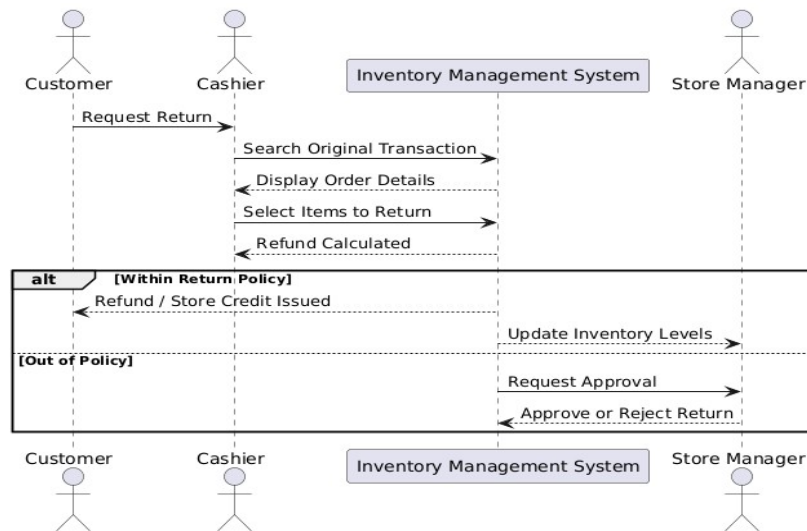 Customer Cashier Inventory Management System Store Manager
Request Return
Search Original Transaction
Display Order Details
Select Items to Return
Refund Calculated
alt [Within Return Policy]
Refund / Store Credit Issued
Update Inventory Levels
[Out of Policy]
Request Approval
Approve or Reject Return
Customer Cashier Inventory Management System Store Manager